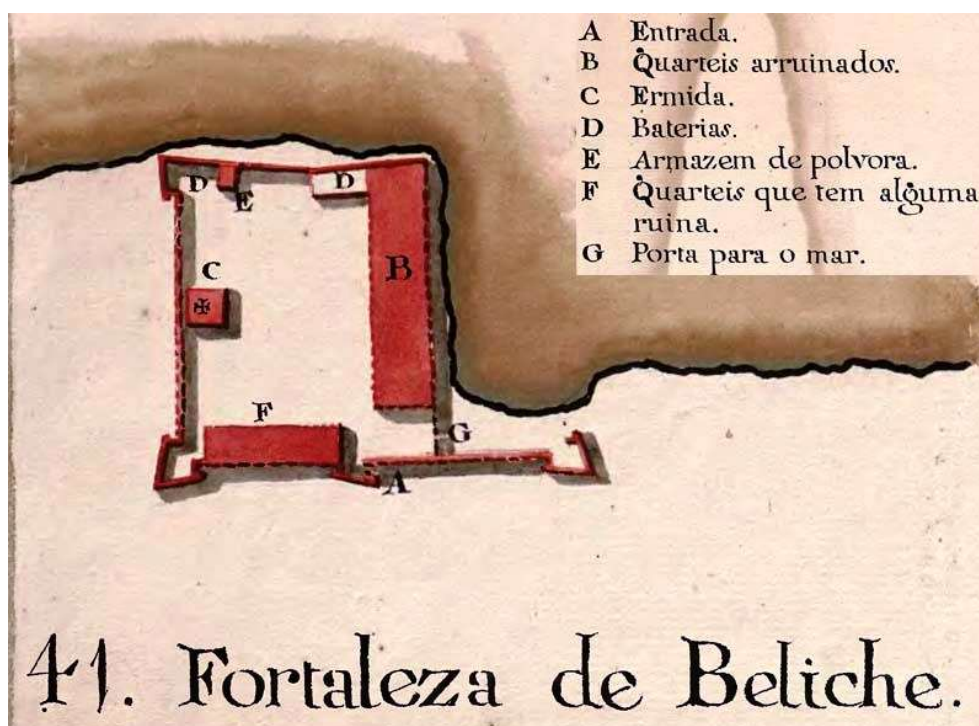 A Entrada.
B Quarteis arruinados.
C Ermida.
D Baterias.
E Armazem de polvora.
F Quarteis que tem alguma
ruina.
G Porta para o mar.
D
E
D
C
B
F
G
A
41. Fortaleza de Beliche.